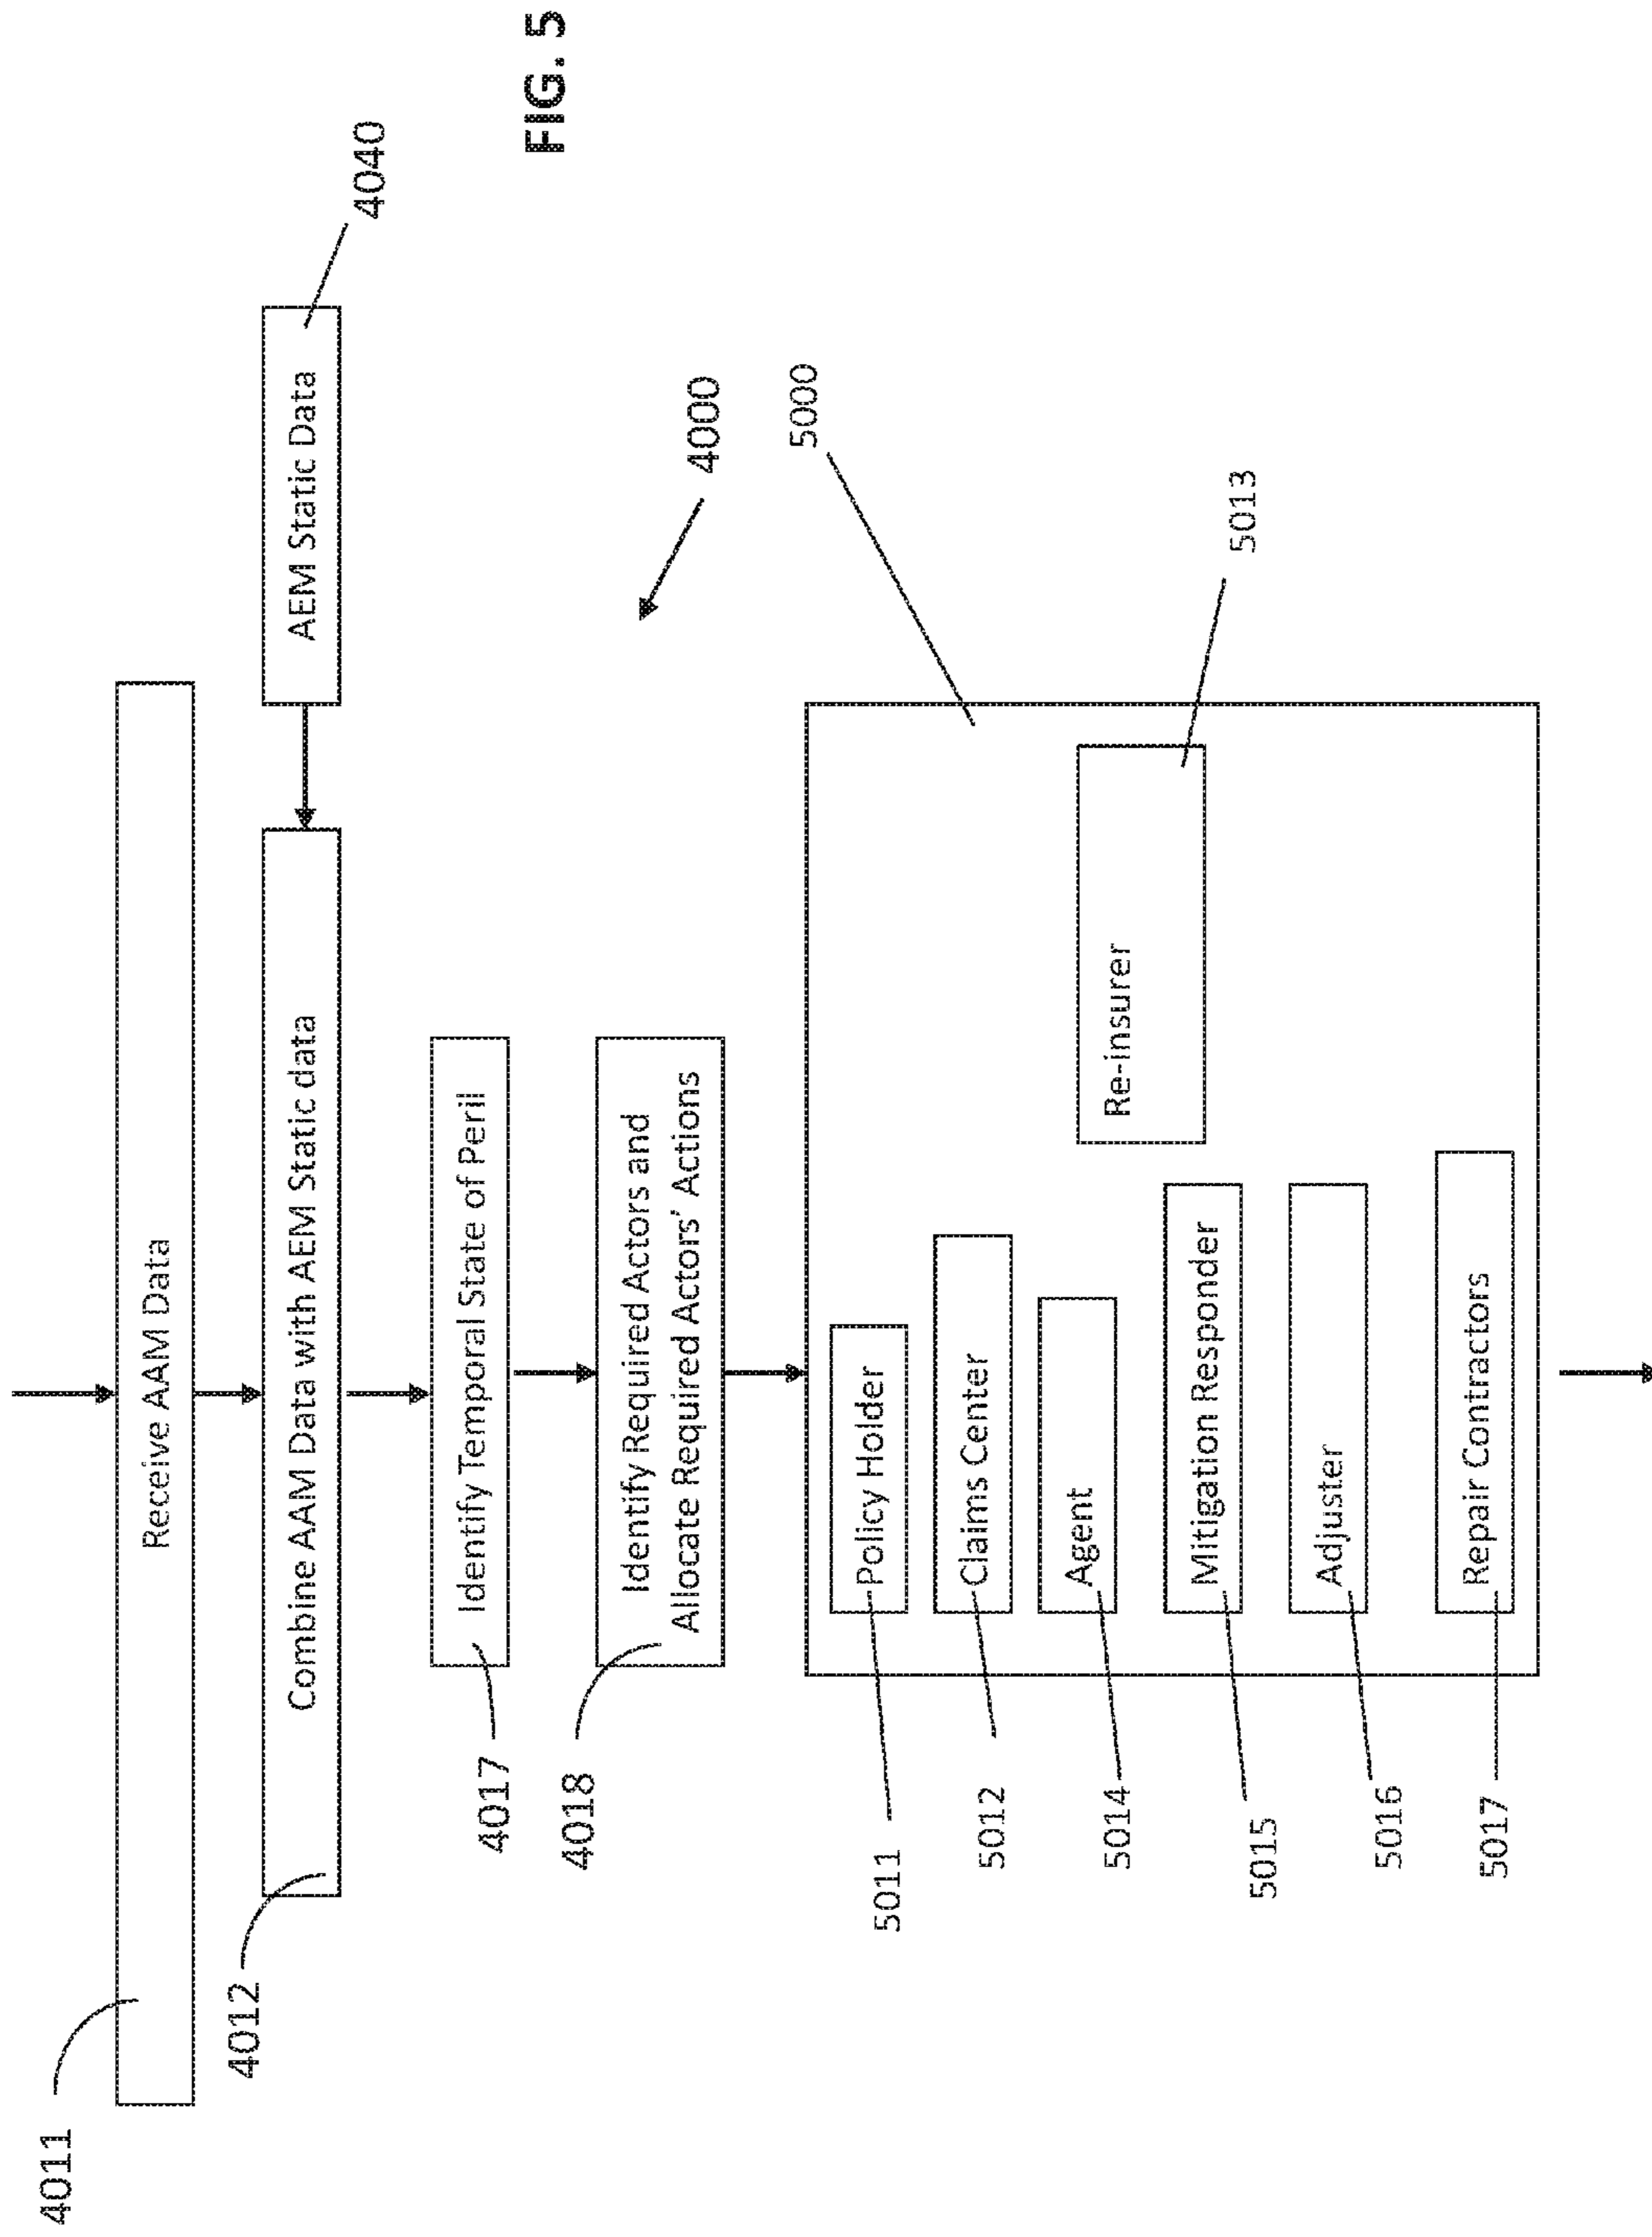 FIG. 5
4011
Receive AAM Data
4012
Combine AAM Data with AEM Static data
AEM Static Data
4040
4017
Identify Temporal State of Peril
4018
Identify Required Actors and
Allocate Required Actors' Actions
4000
5000
5011
Policy Holder
5012
Claims Center
5014
Agent
Re-insurer
5013
5015
Mitigation Responder
5016
Adjuster
5017
Repair Contractors